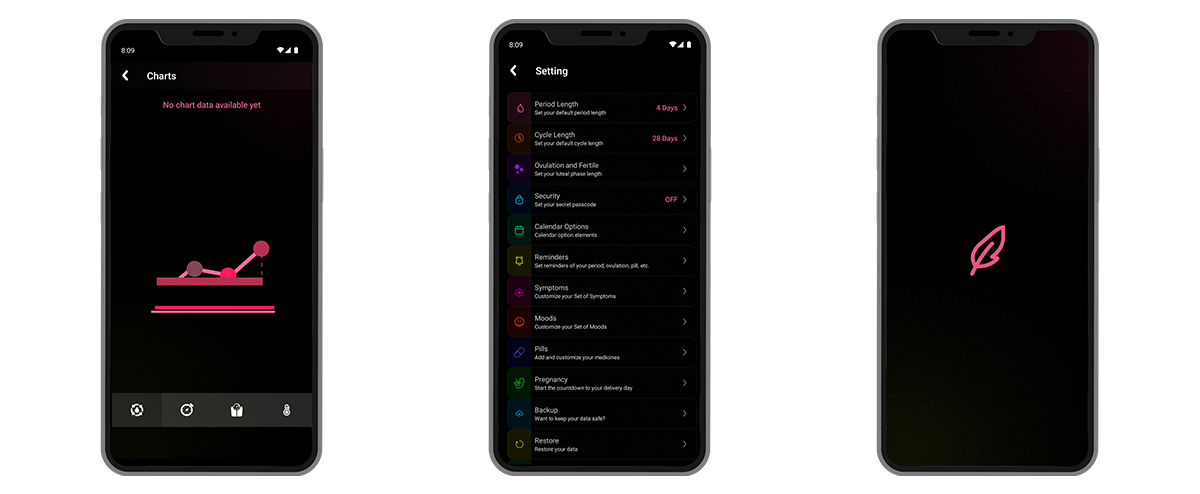 8:09
Charts
No chart data available yet
8:09
Setting
Period Length
Set your default period length
4 Days
Cycle Length
Set your default cycle length
28 Days
Ovulation and Fertile
Set your luteal phase length
Security
Set your secret passcode
OFF
Calendar Options
Calendar option elements
Reminders
Set reminders of your period, ovulation, pill, etc.
Symptoms
Customize your Set of Symptoms
Moods
Customize your Set of Moods
Pills
Add and customize your medicines
Pregnancy
Start the countdown to your delivery day
Backup
Want to keep your data safe?
Restore
Restore your data